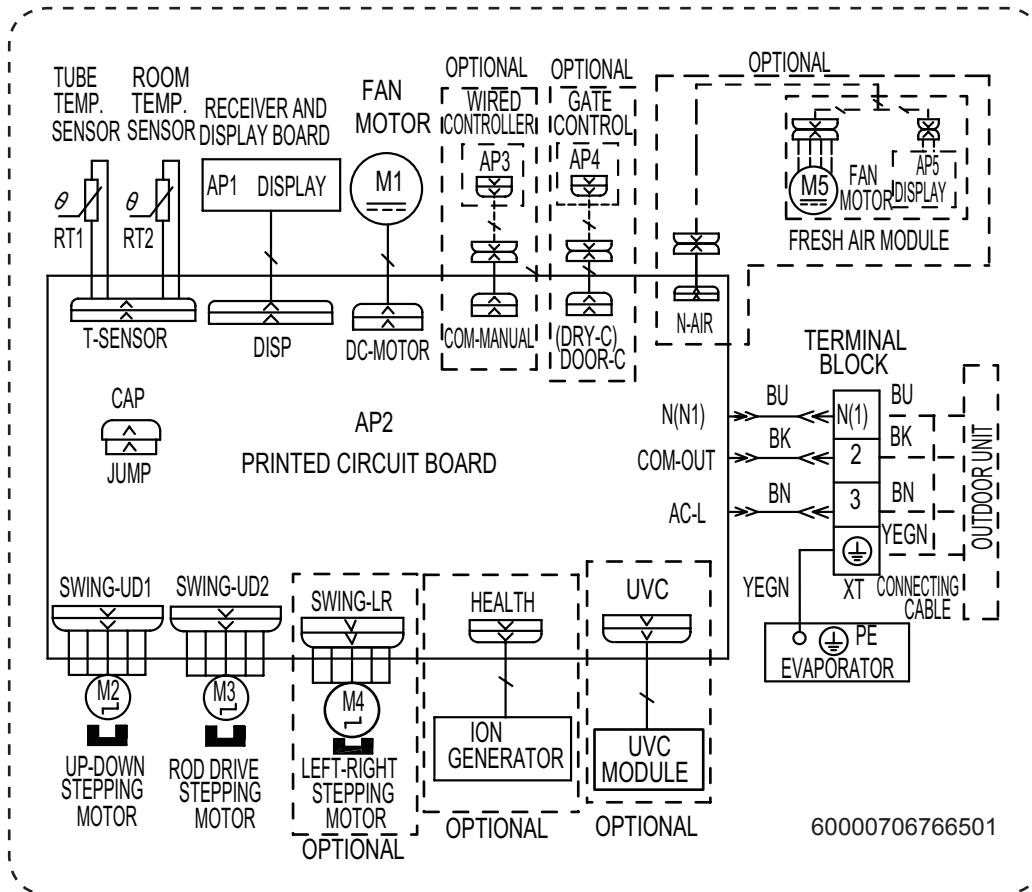 TUBE
TEMP.
SENSOR
ROOM
TEMP.
SENSOR
RECEIVER AND
DISPLAY BOARD
FAN
MOTOR
OPTIONAL
WIRED
CONTROLLER
OPTIONAL
GATE
CONTROL
OPTIONAL
θ
RT1
θ
RT2
AP1 DISPLAY
M1
AP3
AP4
M5
FAN
MOTOR
AP5
DISPLAY
FRESH AIR MODULE
T-SENSOR
DISP
DC-MOTOR
COM-MANUAL
(DRY-C)
DOOR-C
N-AIR
TERMINAL
BLOCK
CAP
JUMP
AP2
PRINTED CIRCUIT BOARD
N(N1)
BU
N(1)
BU
COM-OUT
BK
2
BK
AC-L
BN
3
BN
YEGN
OUTDOOR UNIT
YEGN
XT
CONNECTING
CABLE
PE
EVAPORATOR
SWING-UD1
SWING-UD2
SWING-LR
HEALTH
UVC
M2
M3
M4
UP-DOWN
STEPPING
MOTOR
ROD DRIVE
STEPPING
MOTOR
LEFT-RIGHT
STEPPING
MOTOR
OPTIONAL
ION
GENERATOR
OPTIONAL
UVC
MODULE
OPTIONAL
60000706766501